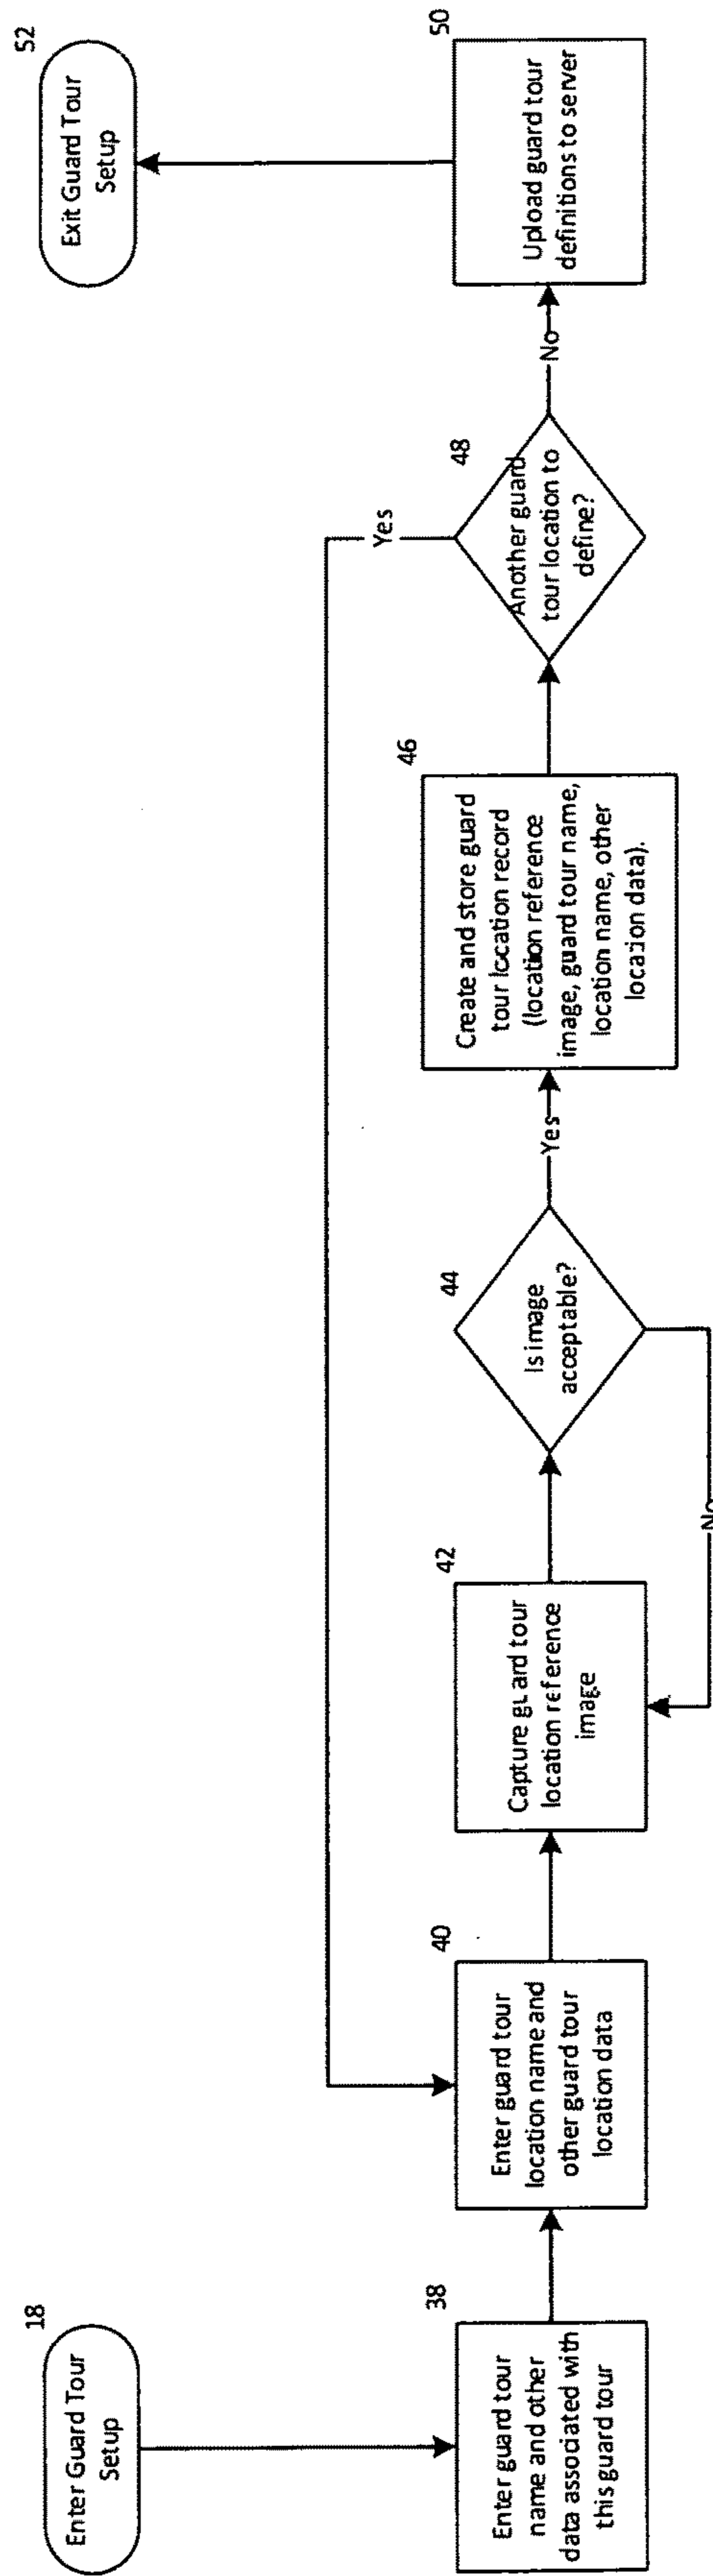 18
Enter Guard Tour
Setup
38
Enter guard tour
name and other
data associated with
this guard tour
40
Enter guard tour
location name and
other guard tour
location data
42
Capture guard tour
location reference
image
44
Is image
acceptable?
No
Yes
46
Create and store guard
tour location record
(location reference
image, guard tour name,
location name, other
location data).
48
Another guard
tour location to
define?
Yes
No
50
Upload guard tour
definitions to server
52
Exit Guard Tour
Setup